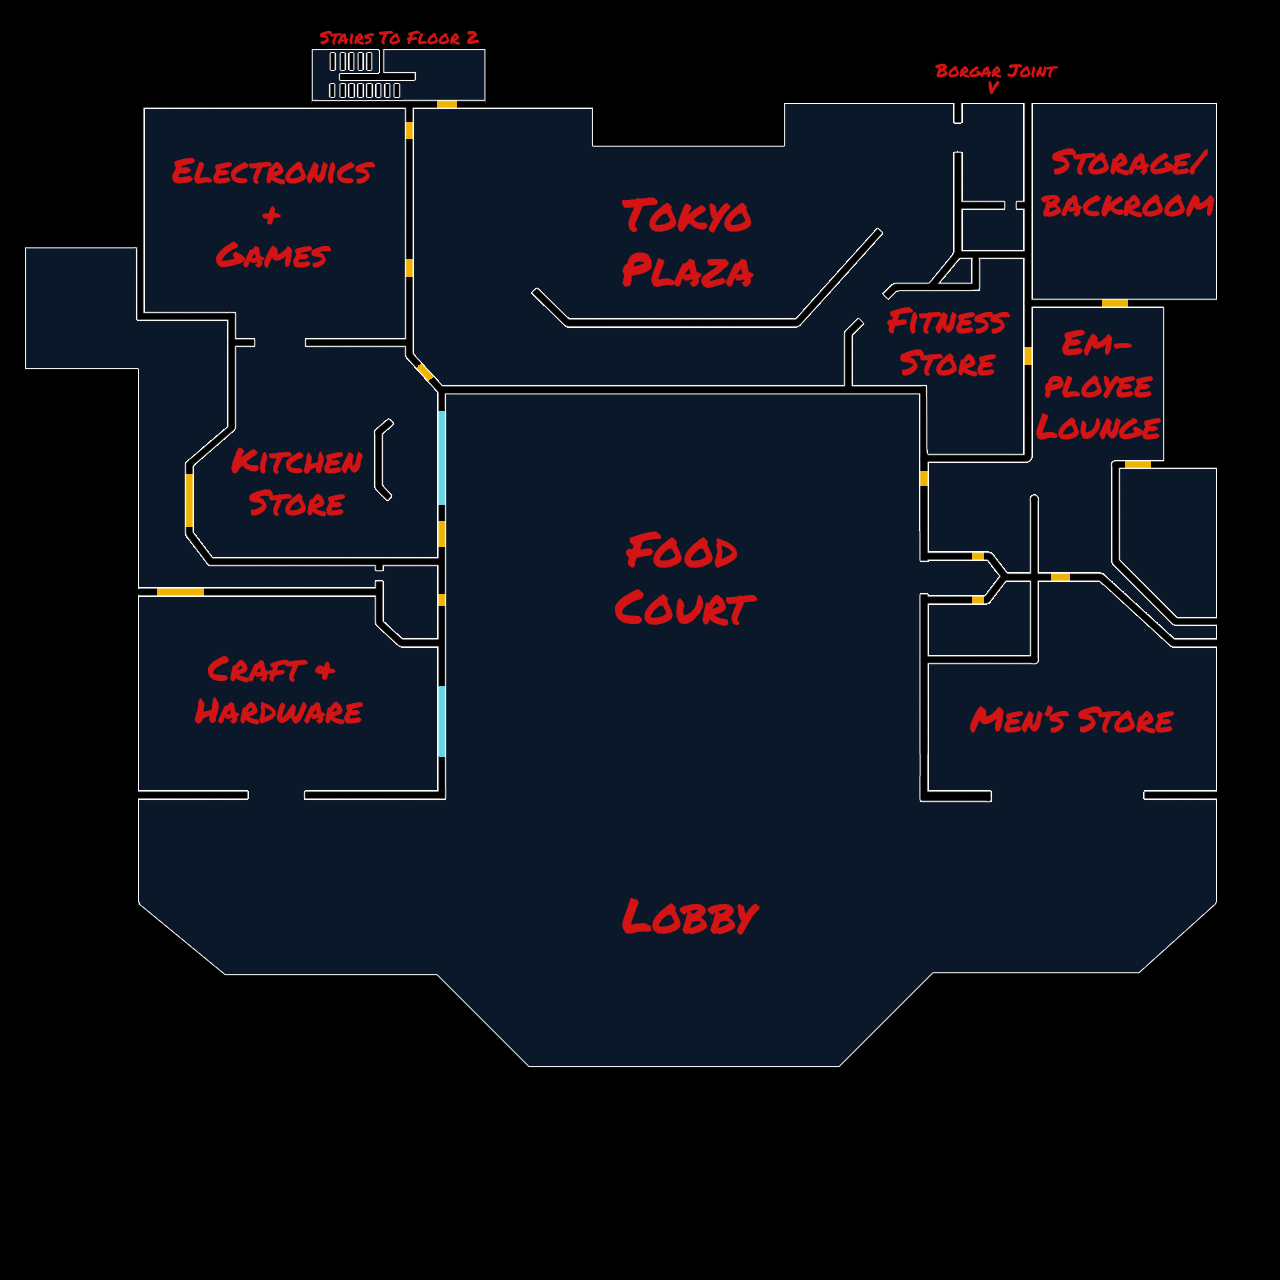 Stairs To Floor 2
Borgar Joint
V
Electronics
+
Games
Tokyo
Plaza
Storage/
backroom
Fitness
Store
Em-
ployee
Lounge
Kitchen
Store
Food
Court
Craft &
Hardware
Men's Store
Lobby